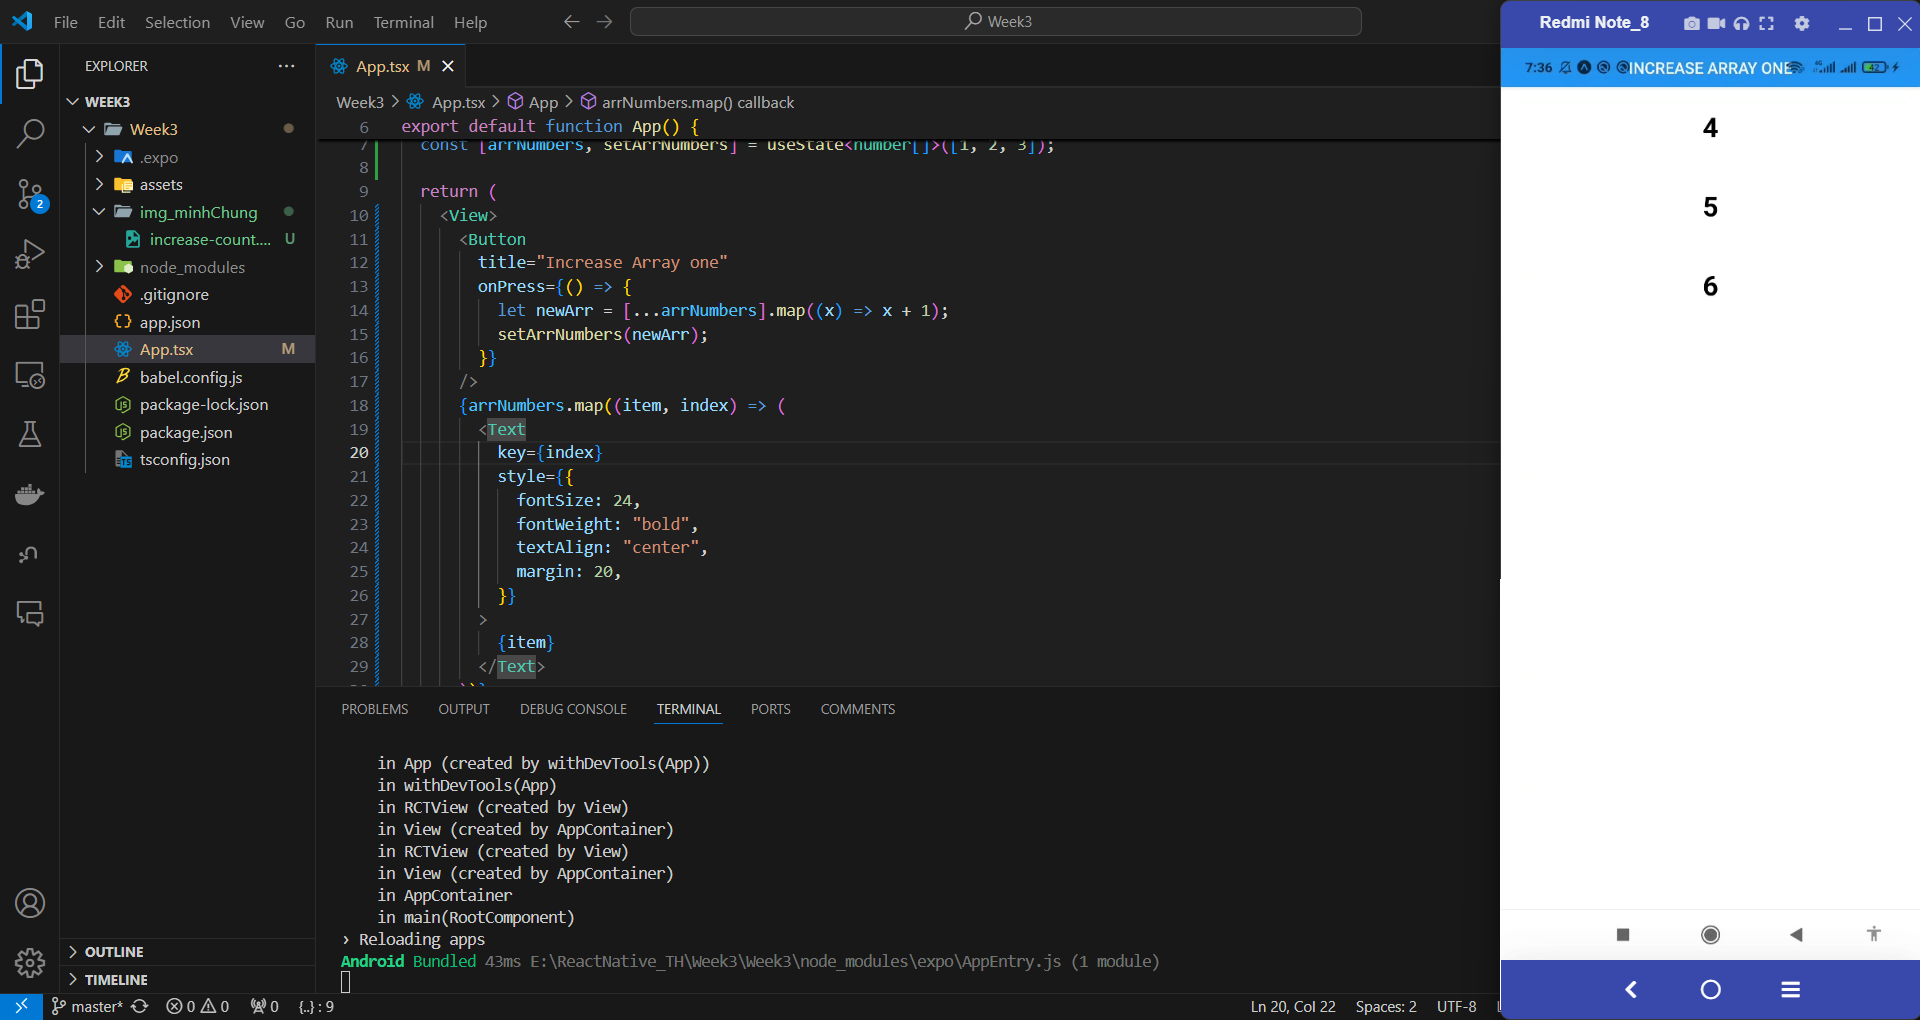 File Edit Selection View Go Run Terminal Help
Week3
EXPLORER
WEEK3
Week3
.expo
assets
img_minhChung
increase-count.... U
node_modules
.gitignore
app.json
App.tsx M
babel.config.js
package-lock.json
package.json
tsconfig.json
OUTLINE
TIMELINE
App.tsx M
Week3 > App.tsx > App > arrNumbers.map() callback
6 export default function App() {
7 const [arrNumbers, setArrNumbers] = useState<number[]>([1, 2, 3]);
8
9 return (
10 <View>
11 <Button
12 title="Increase Array one"
13 onPress={() => {
14 let newArr = [...arrNumbers].map((x) => x + 1);
15 setArrNumbers(newArr);
16 }}
17 />
18 {arrNumbers.map((item, index) => (
19 <Text
20 key={index}
21 style={{
22 fontSize: 24,
23 fontWeight: "bold",
24 textAlign: "center",
25 margin: 20,
26 }}
27 >
28 {item}
29 </Text>
PROBLEMS OUTPUT DEBUG CONSOLE TERMINAL PORTS COMMENTS
in App (created by withDevTools(App))
in withDevTools(App)
in RCTView (created by View)
in View (created by AppContainer)
in RCTView (created by View)
in View (created by AppContainer)
in AppContainer
in main(RootComponent)
› Reloading apps
Android Bundled 43ms E:\ReactNative_TH\Week3\Week3\node_modules\expo\AppEntry.js (1 module)
2
master* 0 0 0 {..} : 9
Ln 20, Col 22 Spaces: 2 UTF-8
Redmi Note_8
7:36 INCREASE ARRAY ONE 42
4
5
6